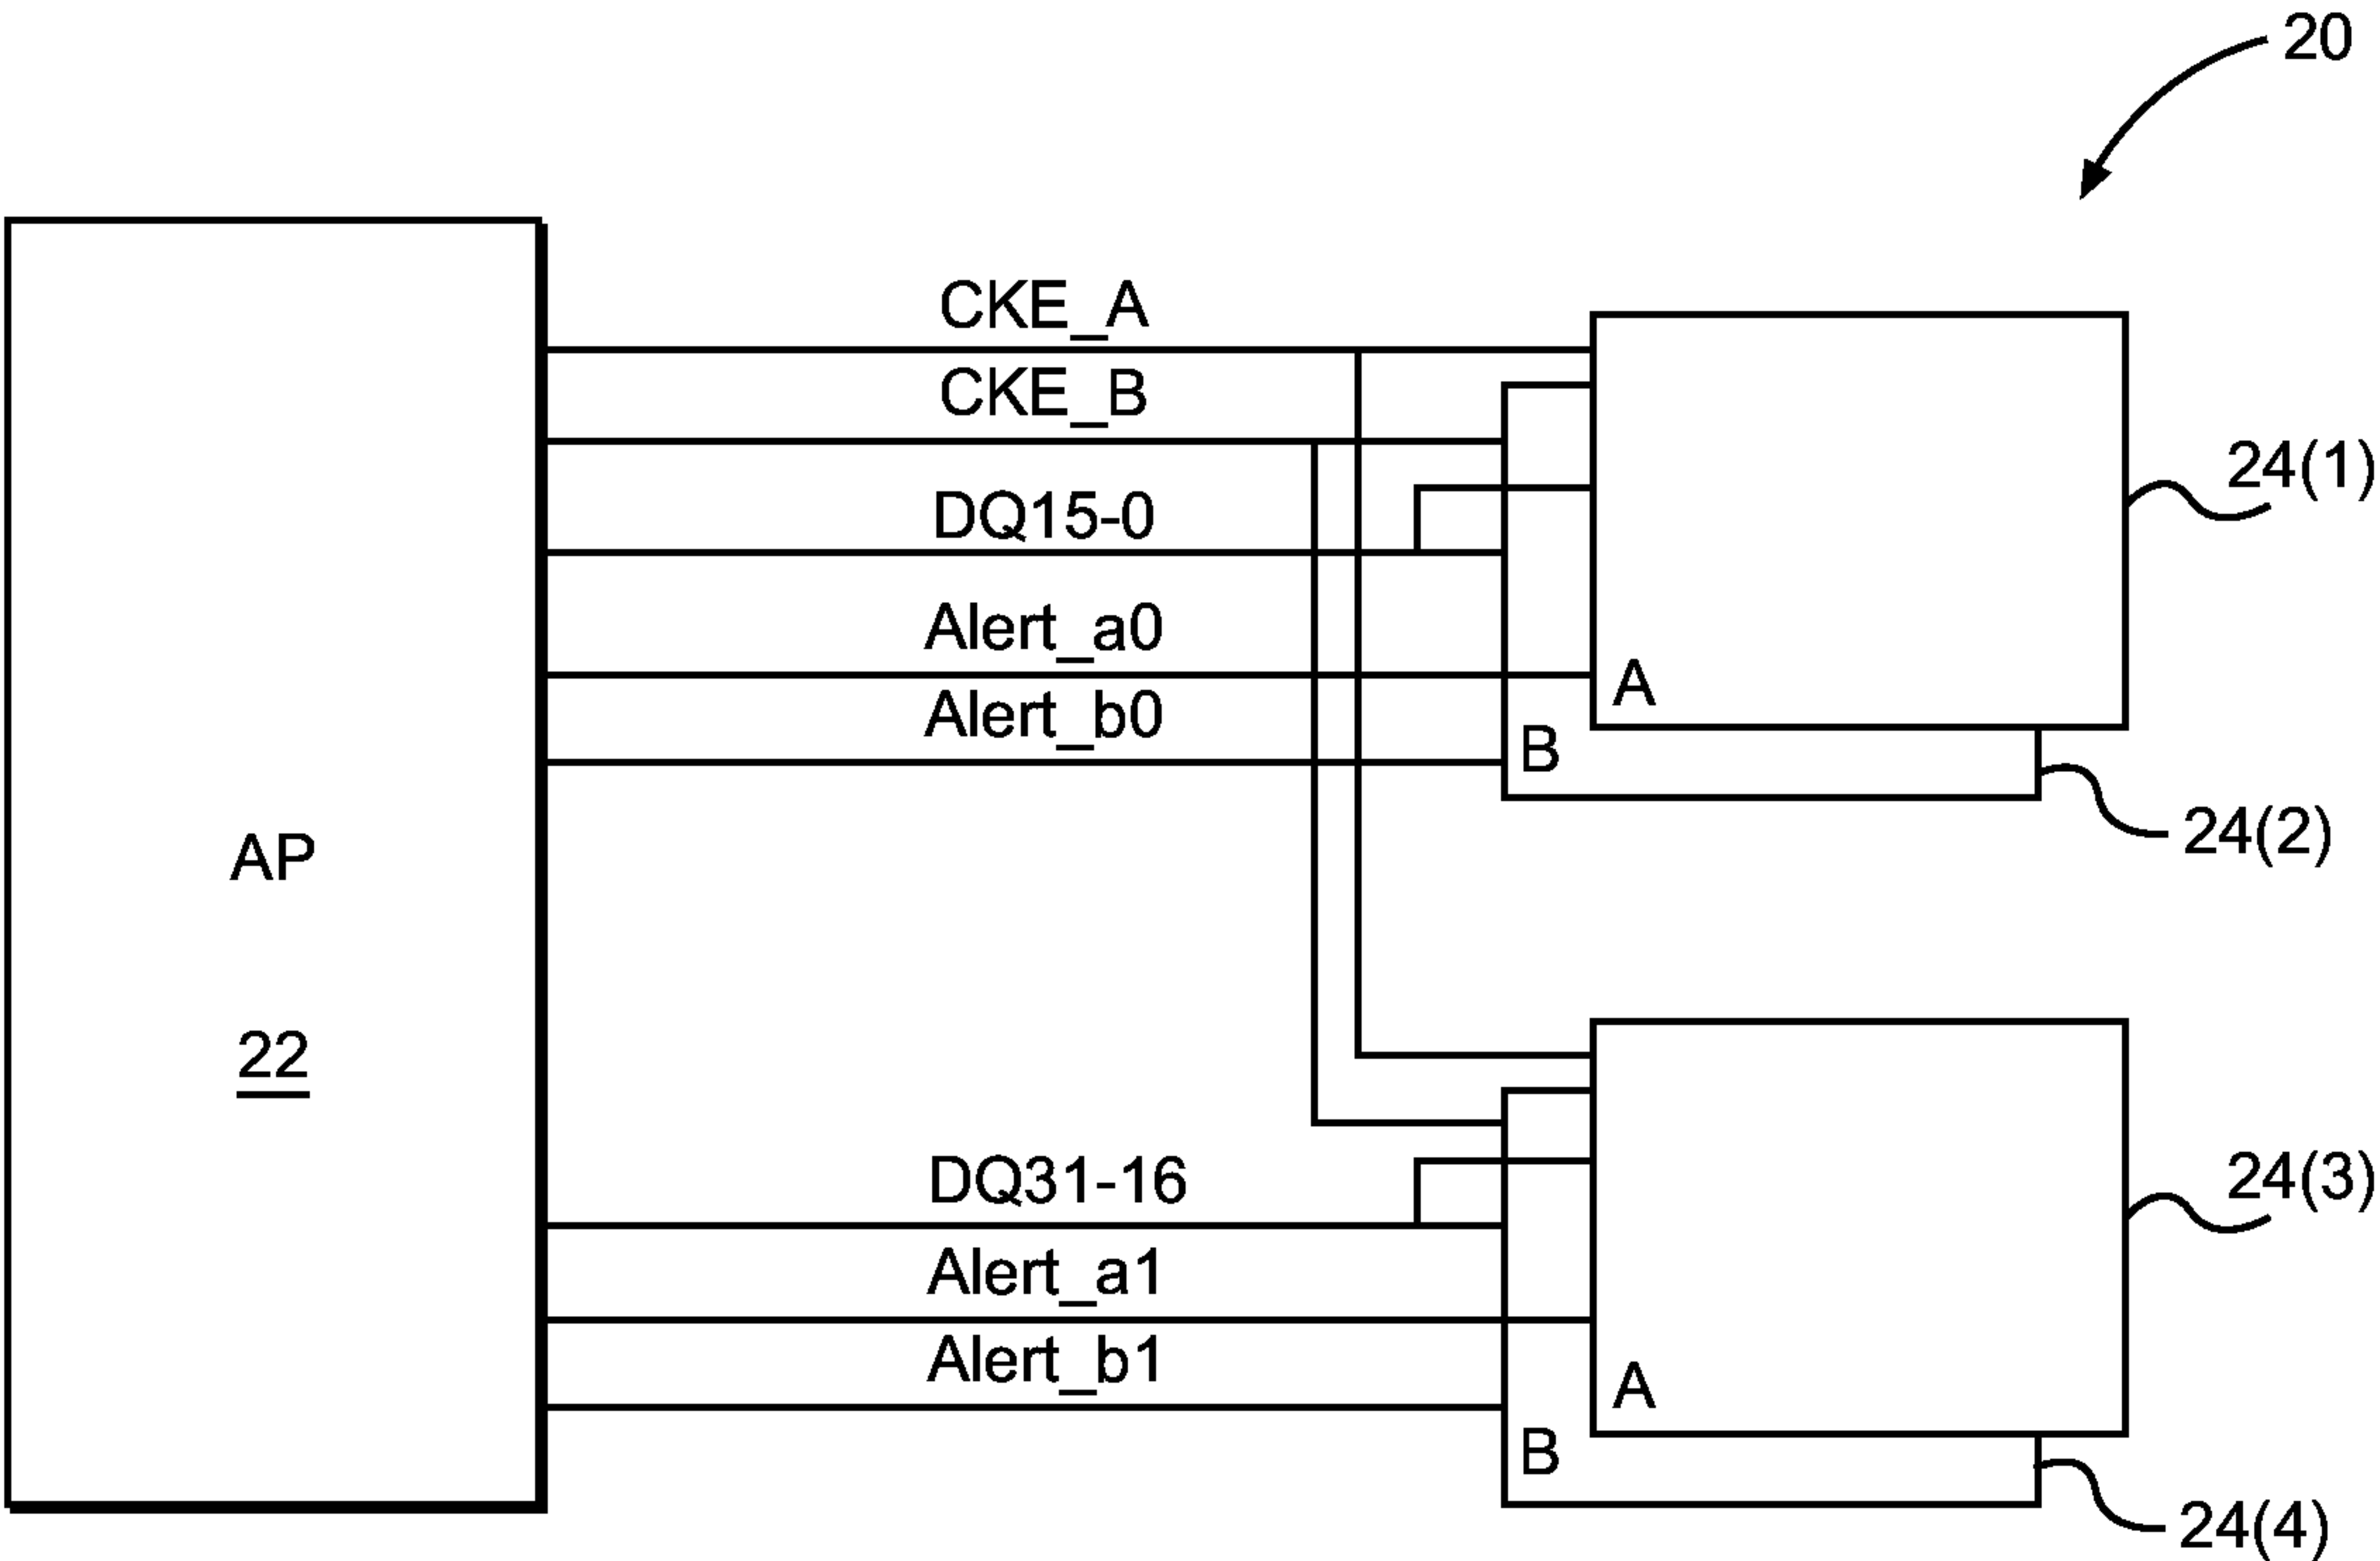 20
CKE_A
CKE_B
24(1)
DQ15-0
Alert_a0
A
Alert_b0
B
24(2)
AP
22
DQ31-16
24(3)
Alert_a1
Alert_b1
A
B
24(4)